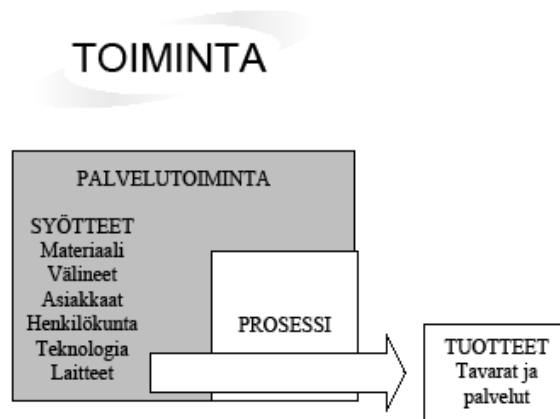 TOIMINTA
PALVELUTOIMINTA
SYÖTTEET
Materiaali
Välineet
Asiakkaat
Henkilökunta
Teknologia
Laitteet
PROSESSI
TUOTTEET
Tavarat ja
palvelut